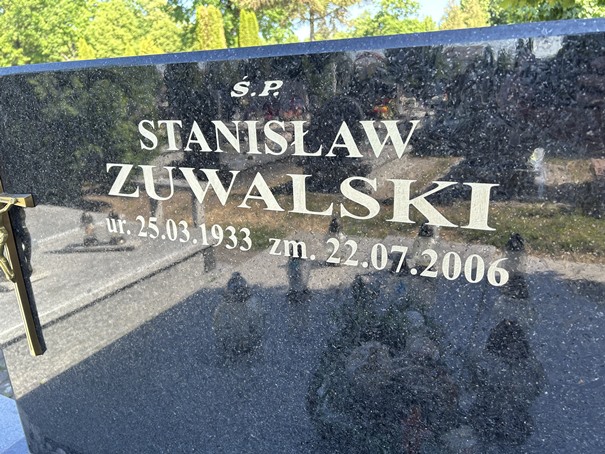 Ś.P.
STANISŁAW
ZUWALSKI
ur. 25.03.1933 zm. 22.07.2006